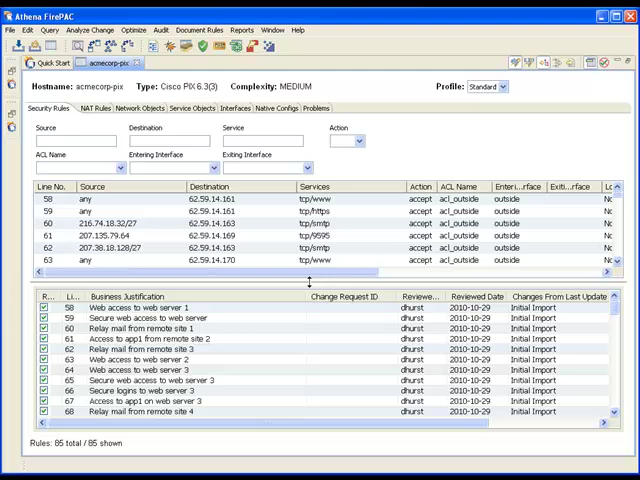 Athena FirePAC
File Edit Query Analyze Change Optimize Audit Document Rules Reports Window Help
Quick Start acmecorp-pix
Hostname: acmecorp-pix Type: Cisco PIX 6.3(3) Complexity: MEDIUM Profile: Standard
Security Rules NAT Rules Network Objects Service Objects Interfaces Native Configs Problems
Source Destination Service Action
ACL Name Entering Interface Exiting Interface
Line No. Source Destination Services Action ACL Name Enteri...rface Exiti...rface Lo
58 any 62.59.14.161 tcp/www accept acl_outside outside Nc
59 any 62.59.14.161 tcp/https accept acl_outside outside Nc
60 216.74.18.32/27 62.59.14.163 tcp/smtp accept acl_outside outside Nc
61 207.135.79.64 62.59.14.163 tcp/9595 accept acl_outside outside Nc
62 207.38.18.128/27 62.59.14.163 tcp/smtp accept acl_outside outside Nc
63 any 62.59.14.170 tcp/www accept acl_outside outside Nc
R... Li... Business Justification Change Request ID Reviewe... Reviewed Date Changes From Last Update
58 Web access to web server 1 dhurst 2010-10-29 Initial Import
59 Secure web access to web server dhurst 2010-10-29 Initial Import
60 Relay mail from remote site 1 dhurst 2010-10-29 Initial Import
61 Access to app1 from remote site 2 dhurst 2010-10-29 Initial Import
62 Relay mail from remote site 3 dhurst 2010-10-29 Initial Import
63 Web access to web server 2 dhurst 2010-10-29 Initial Import
64 Web access to web server 3 dhurst 2010-10-29 Initial Import
65 Secure web access to web server 3 dhurst 2010-10-29 Initial Import
66 Secure logins to web server 3 dhurst 2010-10-29 Initial Import
67 Access to app1 on web server 3 dhurst 2010-10-29 Initial Import
68 Relay mail from remote site 4 dhurst 2010-10-29 Initial Import
Rules: 85 total / 85 shown